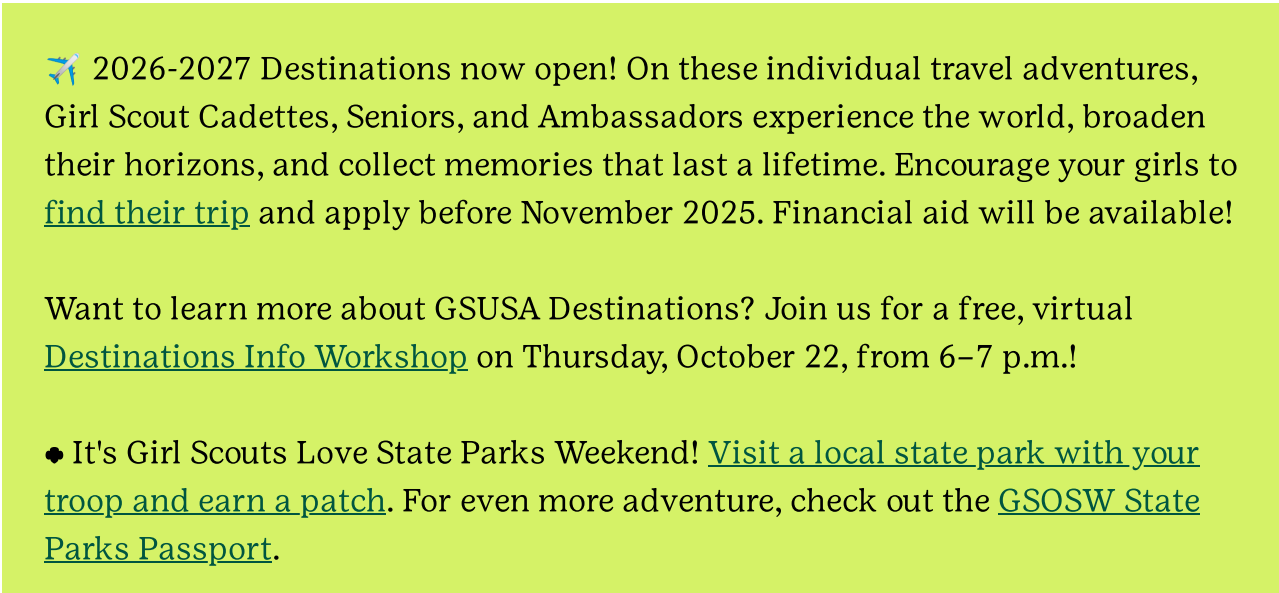 ✈️ 2026-2027 Destinations now open! On these individual travel adventures,
Girl Scout Cadettes, Seniors, and Ambassadors experience the world, broaden
their horizons, and collect memories that last a lifetime. Encourage your girls to
find their trip and apply before November 2025. Financial aid will be available!
Want to learn more about GSUSA Destinations? Join us for a free, virtual
Destinations Info Workshop on Thursday, October 22, from 6–7 p.m.!
♣ It's Girl Scouts Love State Parks Weekend! Visit a local state park with your
troop and earn a patch. For even more adventure, check out the GSOSW State
Parks Passport.